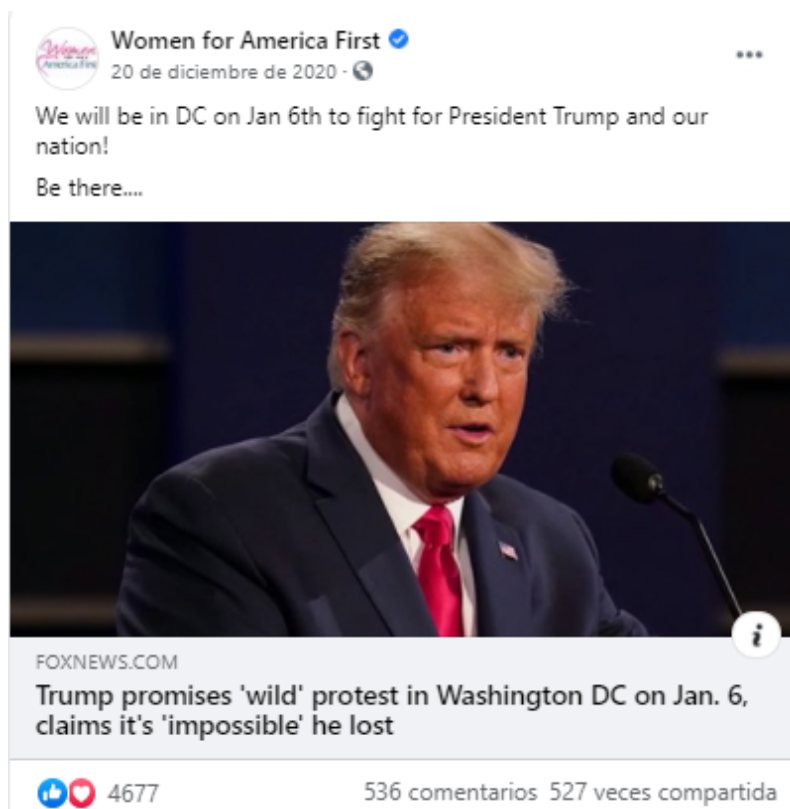 Women for America First
20 de diciembre de 2020 ·
We will be in DC on Jan 6th to fight for President Trump and our
nation!
Be there....
FOXNEWS.COM
Trump promises 'wild' protest in Washington DC on Jan. 6,
claims it's 'impossible' he lost
4677 536 comentarios 527 veces compartida